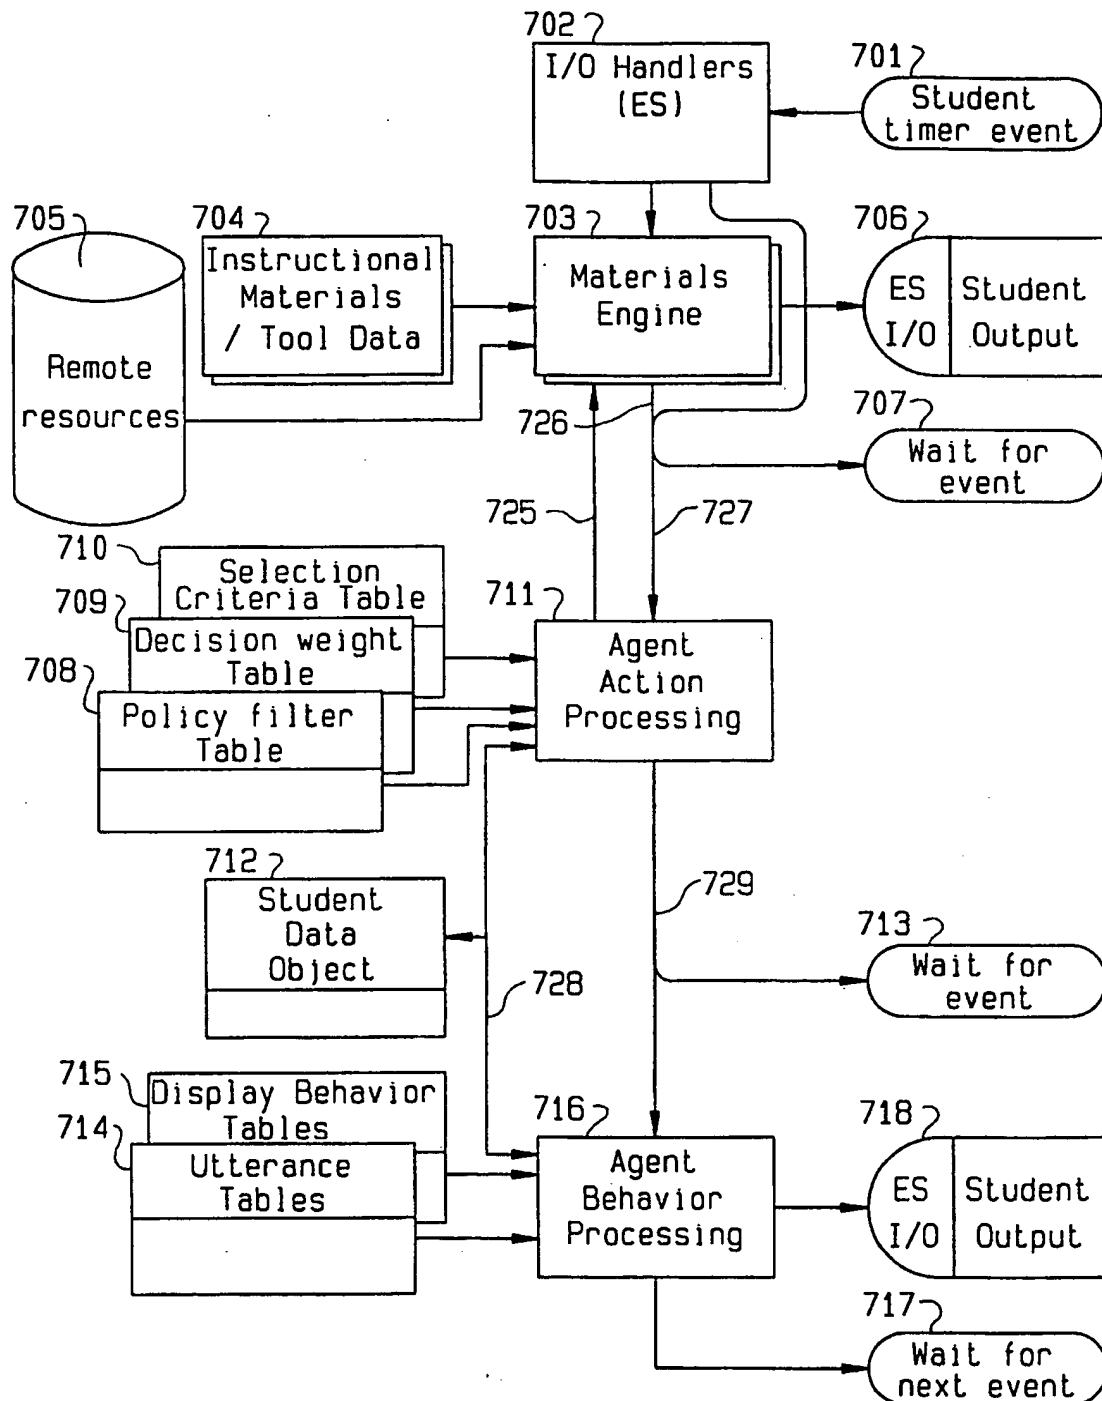 702
I/O Handlers
(ES)
701
Student
timer event
705
Remote
resources
704
Instructional
Materials
/ Tool Data
703
Materials
Engine
706
ES
I/O
Student
Output
726
707
Wait for
event
725
727
710
Selection
Criteria Table
709
Decision weight
Table
708
Policy filter
Table
711
Agent
Action
Processing
712
Student
Data
Object
729
713
Wait for
event
728
715
Display Behavior
Tables
714
Utterance
Tables
716
Agent
Behavior
Processing
718
ES
I/O
Student
Output
717
Wait for
next event